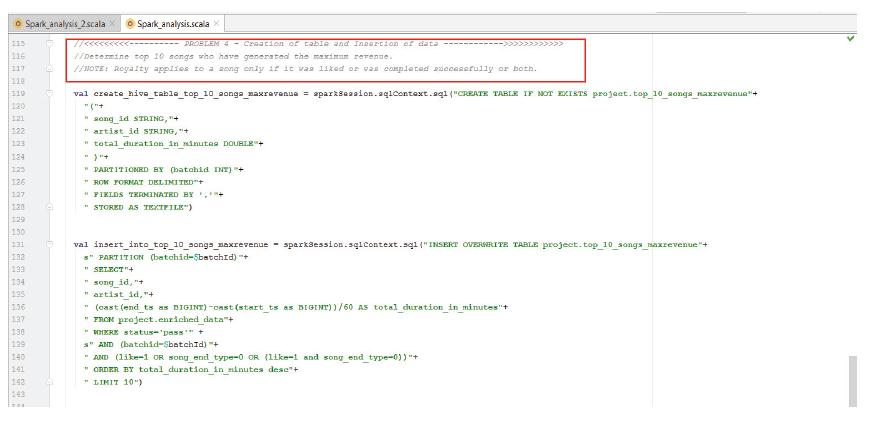 Spark_analysis_2.scala × Spark_analysis.scala ×
115 //<<<<<<<<<---------- PROBLEM 4 - Creation of table and Insertion of data ------------>>>>>>>>>>>>
116 //Determine top 10 songs who have generated the maximum revenue.
117 //NOTE: Royalty applies to a song only if it was liked or was completed successfully or both.
118
119 val create_hive_table_top_10_songs_maxrevenue = sparkSession.sqlContext.sql("CREATE TABLE IF NOT EXISTS project.top_10_songs_maxrevenue"+
120 "("+
121 " song_id STRING,"+
122 " artist_id STRING,"+
123 " total_duration_in_minutes DOUBLE"+
124 " )"+
125 " PARTITIONED BY (batchid INT)"+
126 " ROW FORMAT DELIMITED"+
127 " FIELDS TERMINATED BY ','"+
128 " STORED AS TEXTFILE")
129
130
131 val insert_into_top_10_songs_maxrevenue = sparkSession.sqlContext.sql("INSERT OVERWRITE TABLE project.top_10_songs_maxrevenue"+
132 s" PARTITION (batchid=$batchId)"+
133 " SELECT"+
134 " song_id,"+
135 " artist_id,"+
136 " (cast(end_ts as BIGINT)-cast(start_ts as BIGINT))/60 AS total_duration_in_minutes"+
137 " FROM project.enriched_data"+
138 " WHERE status='pass'" +
139 s" AND (batchid=$batchId)"+
140 " AND (like=1 OR song_end_type=0 OR (like=1 and song_end_type=0))"+
141 " ORDER BY total_duration_in_minutes desc"+
142 " LIMIT 10")
143